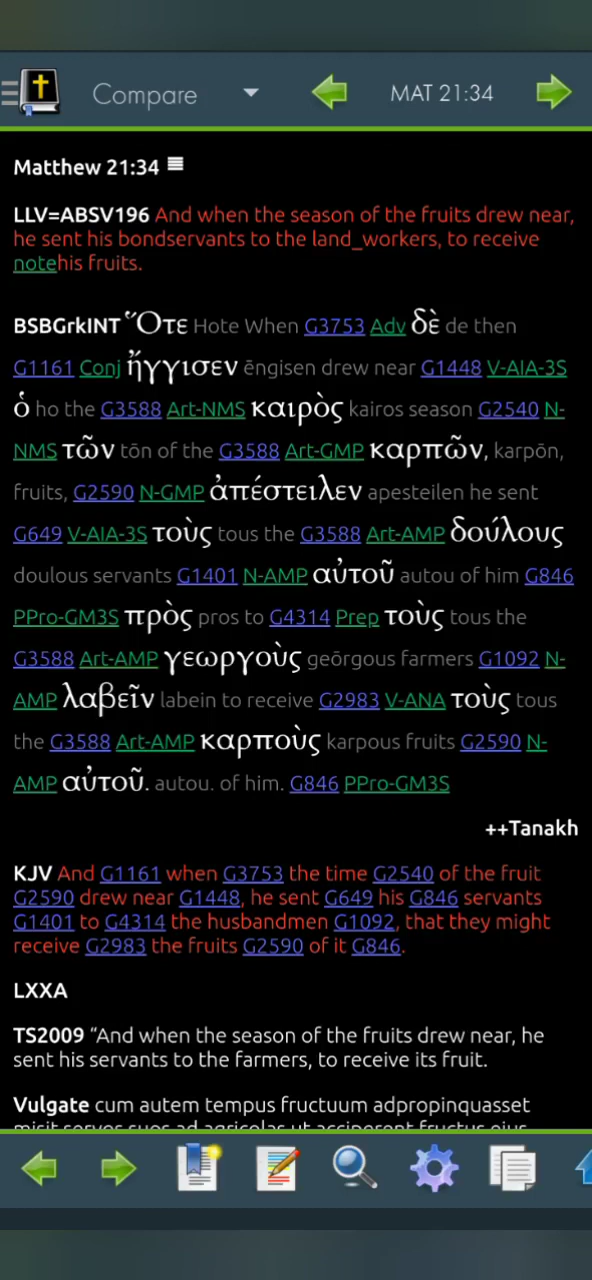 Compare MAT 21:34
Matthew 21:34
LLV=ABSV196 And when the season of the fruits drew near,
he sent his bondservants to the land_workers, to receive
notehis fruits.
BSBGrkINT Ὅτε Hote When G3753 Adv δὲ de then
G1161 Conj ἤγγισεν ēngisen drew near G1448 V-AIA-3S
ὁ ho the G3588 Art-NMS καιρὸς kairos season G2540 N-
NMS τῶν tōn of the G3588 Art-GMP καρπῶν, karpōn,
fruits, G2590 N-GMP ἀπέστειλεν apesteilen he sent
G649 V-AIA-3S τοὺς tous the G3588 Art-AMP δούλους
doulous servants G1401 N-AMP αὐτοῦ autou of him G846
PPro-GM3S πρὸς pros to G4314 Prep τοὺς tous the
G3588 Art-AMP γεωργοὺς geōrgous farmers G1092 N-
AMP λαβεῖν labein to receive G2983 V-ANA τοὺς tous
the G3588 Art-AMP καρποὺς karpous fruits G2590 N-
AMP αὐτοῦ. autou. of him. G846 PPro-GM3S
++Tanakh
KJV And G1161 when G3753 the time G2540 of the fruit
G2590 drew near G1448, he sent G649 his G846 servants
G1401 to G4314 the husbandmen G1092, that they might
receive G2983 the fruits G2590 of it G846.
LXXA
TS2009 “And when the season of the fruits drew near, he
sent his servants to the farmers, to receive its fruit.
Vulgate cum autem tempus fructuum adpropinquasset
misit servos suos ad agricolas ut acciperent fructus eius